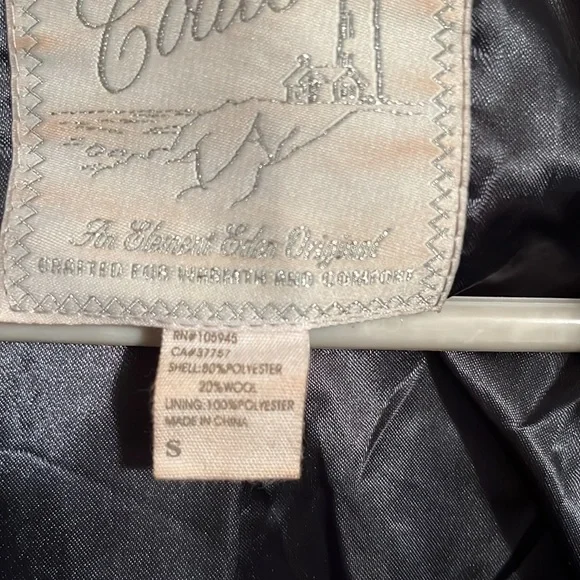 An Element Eden Original
CRAFTED FOR WARMTH AND COMFORT
RN#105945
CA#37757
SHELL:80%POLYESTER
20%WOOL
LINING:100%POLYESTER
MADE IN CHINA
S